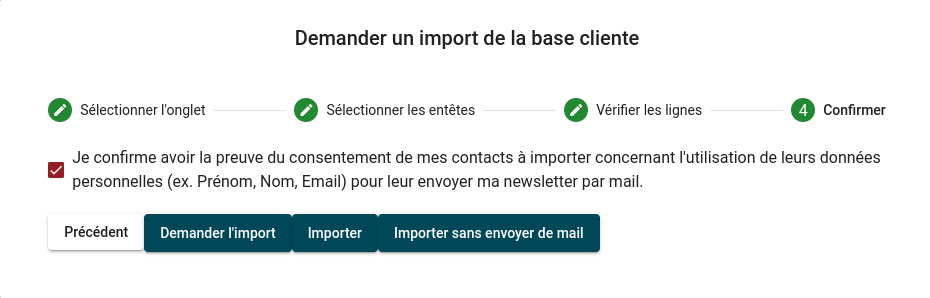 Demander un import de la base cliente
Sélectionner l'onglet Sélectionner les entêtes Vérifier les lignes 4 Confirmer
Je confirme avoir la preuve du consentement de mes contacts à importer concernant l'utilisation de leurs données
personnelles (ex. Prénom, Nom, Email) pour leur envoyer ma newsletter par mail.
Précédent Demander l'import Importer Importer sans envoyer de mail